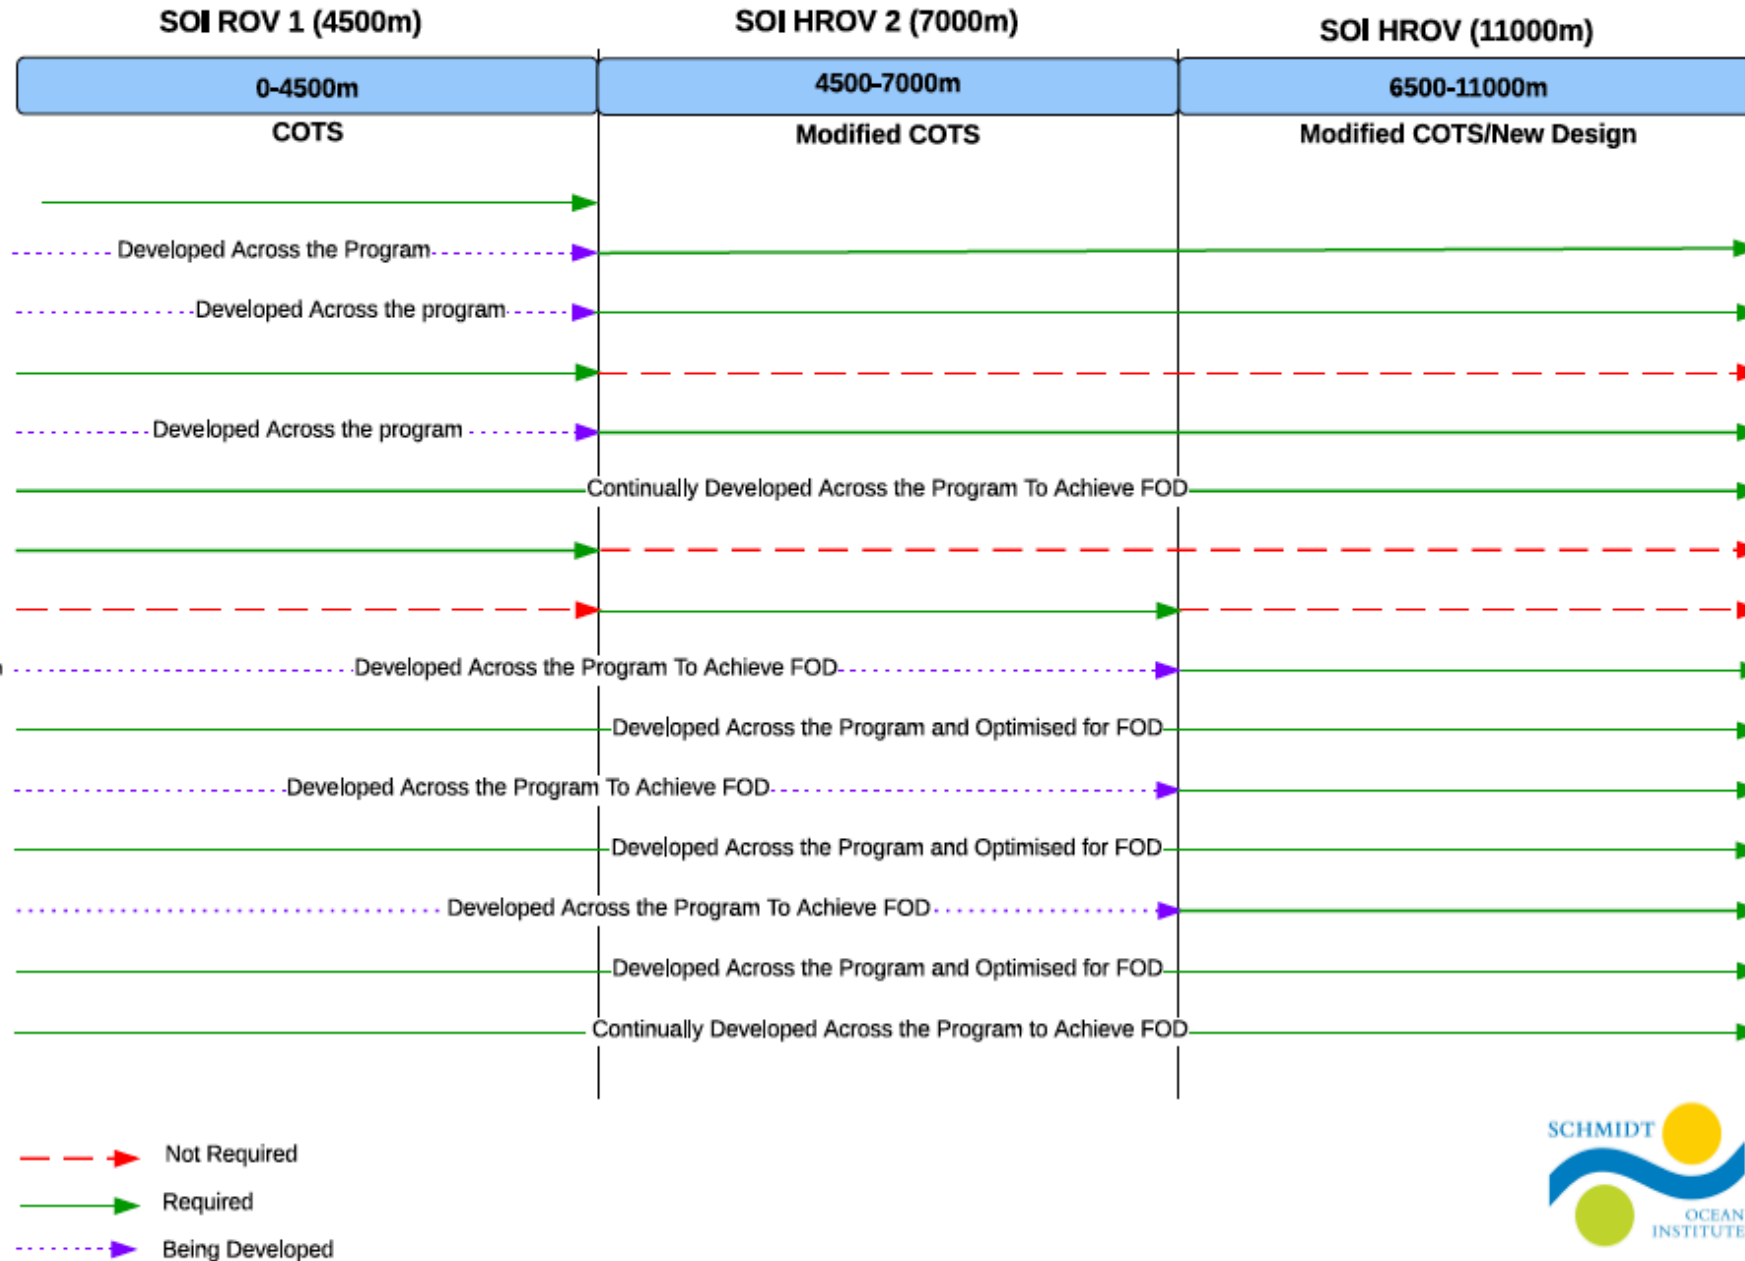 SOI ROV 1 (4500m)
SOI HROV 2 (7000m)
SOI HROV (11000m)
0-4500m
4500-7000m
6500-11000m
COTS
Modified COTS
Modified COTS/New Design
Developed Across the Program
Developed Across the program
Developed Across the program
Continually Developed Across the Program To Achieve FOD
Developed Across the Program To Achieve FOD
Developed Across the Program and Optimised for FOD
Developed Across the Program To Achieve FOD
Developed Across the Program and Optimised for FOD
Developed Across the Program To Achieve FOD
Developed Across the Program and Optimised for FOD
Continually Developed Across the Program to Achieve FOD
Not Required
Required
Being Developed
SCHMIDT
OCEAN
INSTITUTE